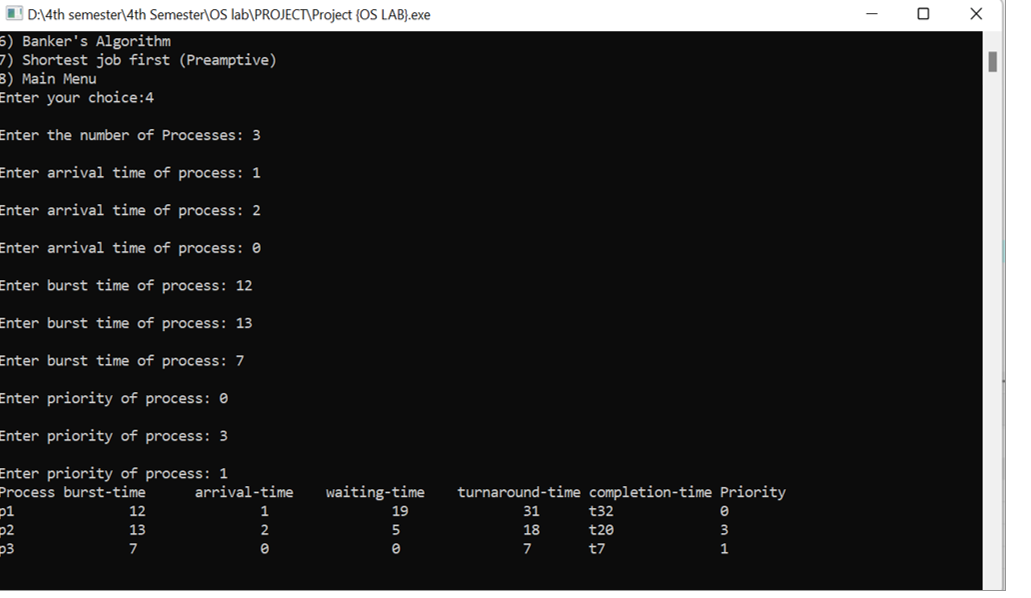 D:\4th semester\4th Semester\OS lab\PROJECT\Project {OS LAB}.exe
6) Banker's Algorithm
7) Shortest job first (Preamptive)
8) Main Menu
Enter your choice:4
Enter the number of Processes: 3
Enter arrival time of process: 1
Enter arrival time of process: 2
Enter arrival time of process: 0
Enter burst time of process: 12
Enter burst time of process: 13
Enter burst time of process: 7
Enter priority of process: 0
Enter priority of process: 3
Enter priority of process: 1
Process burst-time arrival-time waiting-time turnaround-time completion-time Priority
p1 12 1 19 31 t32 0
p2 13 2 5 18 t20 3
p3 7 0 0 7 t7 1